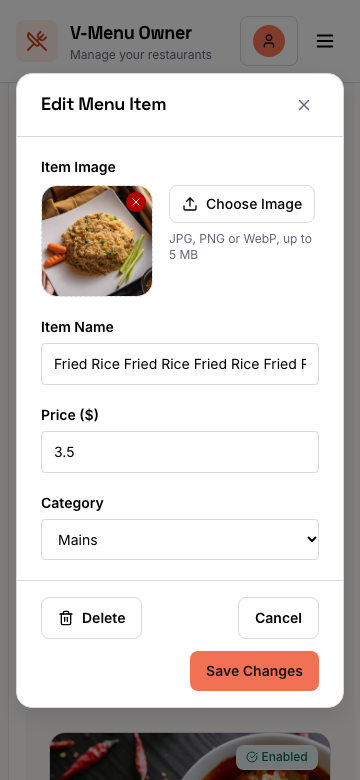 V-Menu Owner
Manage your restaurants
Edit Menu Item
Item Image
Choose Image
JPG, PNG or WebP, up to
5 MB
Item Name
Fried Rice Fried Rice Fried Rice Fried F
Price ($)
3.5
Category
Mains
Delete
Cancel
Save Changes
Enabled